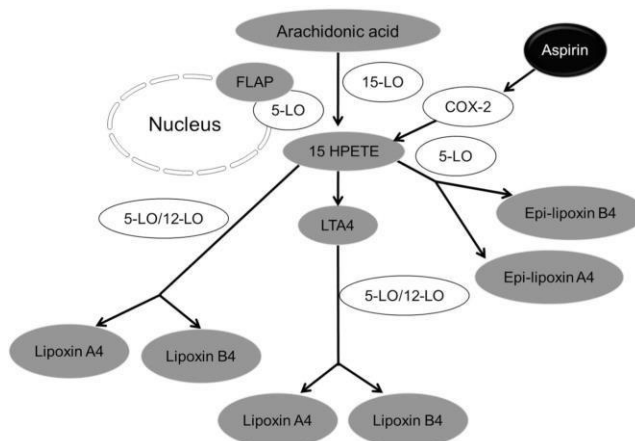 Arachidonic acid
Aspirin
FLAP
15-LO
5-LO
COX-2
Nucleus
15 HPETE
5-LO
5-LO/12-LO
LTA4
Epi-lipoxin B4
Epi-lipoxin A4
5-LO/12-LO
Lipoxin A4
Lipoxin B4
Lipoxin A4
Lipoxin B4